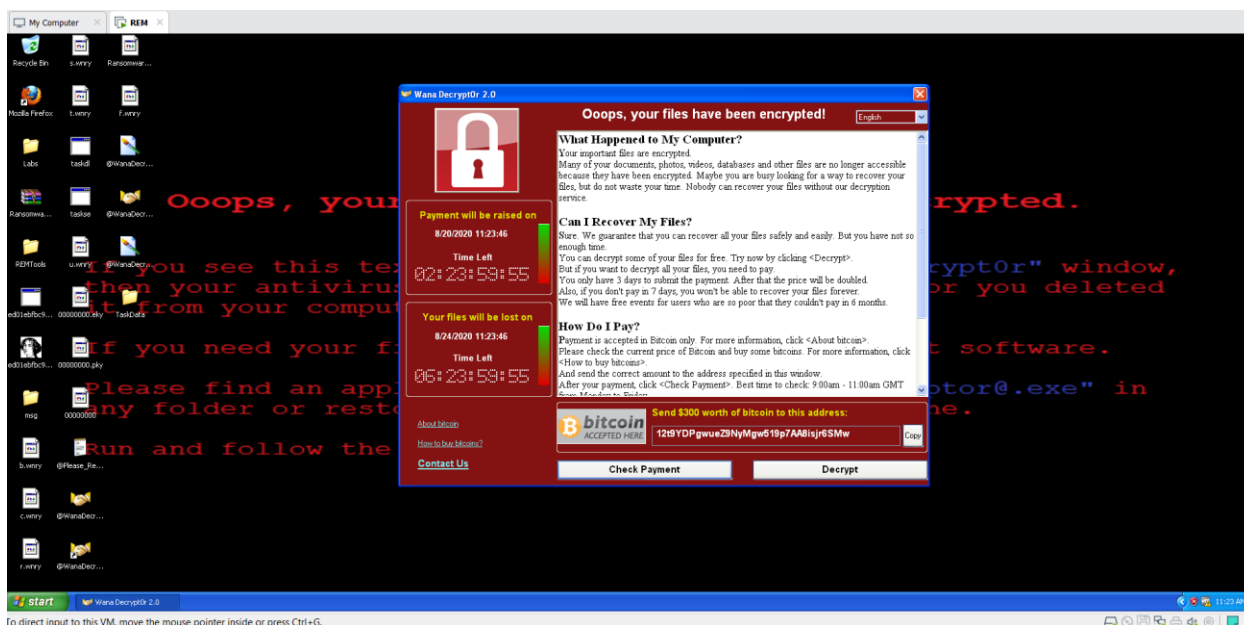 My Computer
REM
Recycle Bin
s.wnry
Ransomwar...
Mozilla Firefox
t.wnry
f.wnry
Labs
taskdl
@WanaDecr...
Ransomwa...
taskse
@WanaDecr...
REMTools
u.wnry
@WanaDecr...
ed01ebfbc9...
00000000.eky
TaskData
ed01ebfbc9...
00000000.pky
msg
00000000
b.wnry
@Please_Re...
c.wnry
@WanaDecr...
r.wnry
@WanaDecr...
Ooops, your
rypted.
If you see this te
rypt0r" window,
then your antiviru
or you deleted
it from your comput
If you need your f
t software.
Please find an app
ptor@.exe" in
any folder or resto
ne.
Run and follow the
Wana Decrypt0r 2.0
Ooops, your files have been encrypted!
English
Payment will be raised on
8/20/2020 11:23:46
Time Left
02:23:59:55
Your files will be lost on
8/24/2020 11:23:46
Time Left
06:23:59:55
About bitcoin
How to buy bitcoins?
Contact Us
What Happened to My Computer?
Your important files are encrypted.
Many of your documents, photos, videos, databases and other files are no longer accessible
because they have been encrypted. Maybe you are busy looking for a way to recover your
files, but do not waste your time. Nobody can recover your files without our decryption
service.
Can I Recover My Files?
Sure. We guarantee that you can recover all your files safely and easily. But you have not so
enough time.
You can decrypt some of your files for free. Try now by clicking <Decrypt>.
But if you want to decrypt all your files, you need to pay.
You only have 3 days to submit the payment. After that the price will be doubled.
Also, if you don't pay in 7 days, you won't be able to recover your files forever.
We will have free events for users who are so poor that they couldn't pay in 6 months.
How Do I Pay?
Payment is accepted in Bitcoin only. For more information, click <About bitcoin>.
Please check the current price of Bitcoin and buy some bitcoins. For more information, click
<How to buy bitcoins>.
And send the correct amount to the address specified in this window.
After your payment, click <Check Payment>. Best time to check: 9:00am - 11:00am GMT
from Monday to Friday.
bitcoin
ACCEPTED HERE
Send $300 worth of bitcoin to this address:
12t9YDPgwueZ9NyMgw519p7AA8isjr6SMw
Copy
Check Payment
Decrypt
start
Wana Decrypt0r 2.0
11:23 AM
To direct input to this VM, move the mouse pointer inside or press Ctrl+G.